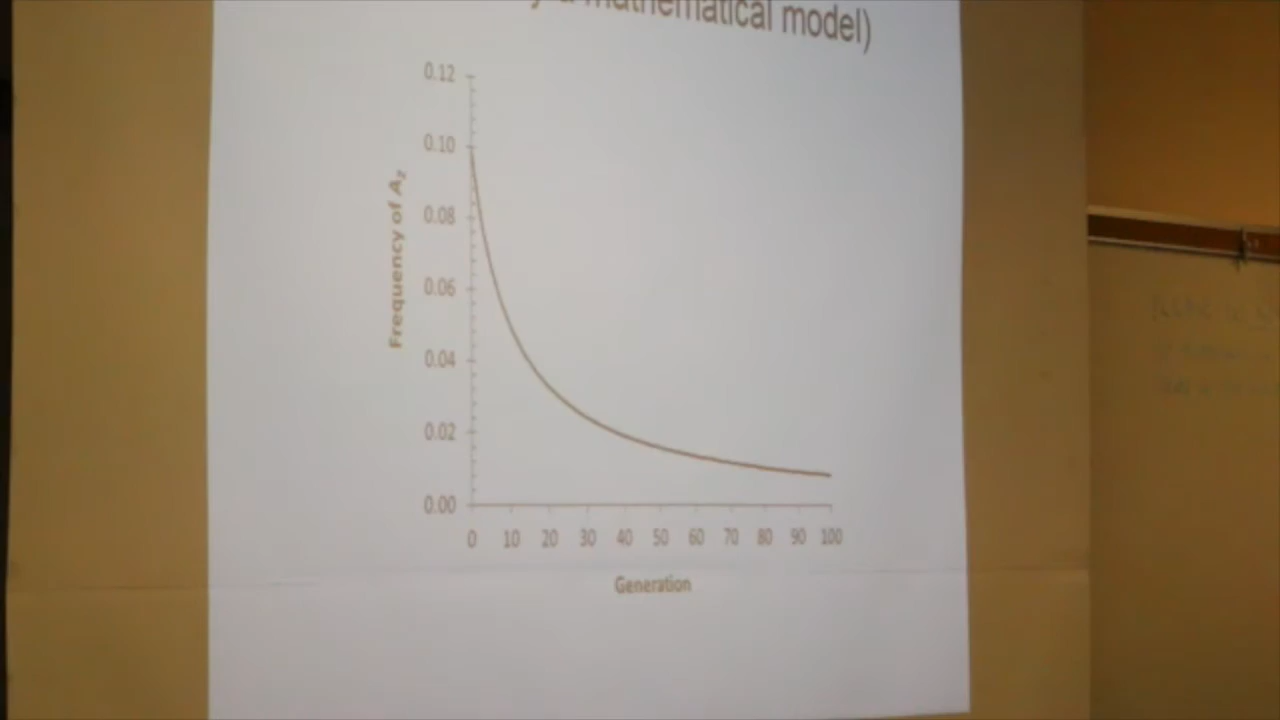 mathematical model)
0.12
0.10
0.08
0.06
0.04
0.02
0.00
Frequency of A₂
0 10 20 30 40 50 60 70 80 90 100
Generation